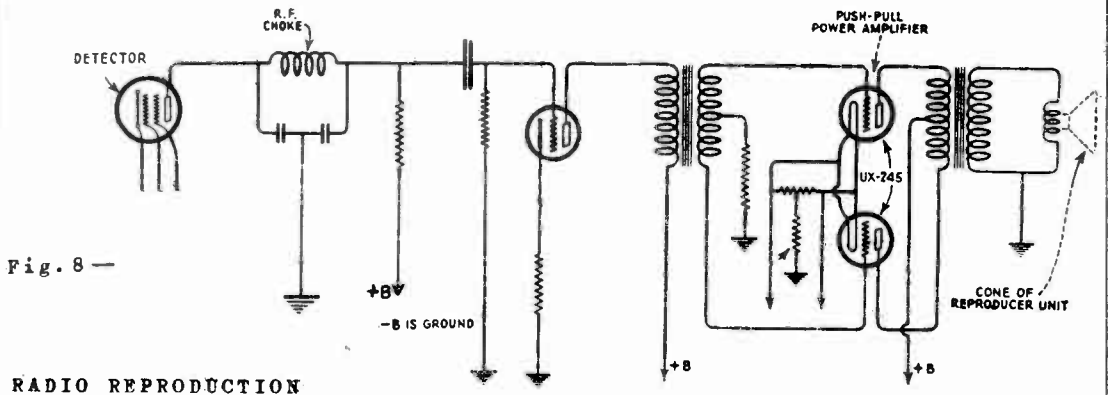 R.F.
CHOKE
DETECTOR
PUSH-PULL
POWER AMPLIFIER
UX-245
Fig. 8 —
+B
-B IS GROUND
+B
+B
CONE OF
REPRODUCER UNIT
RADIO REPRODUCTION